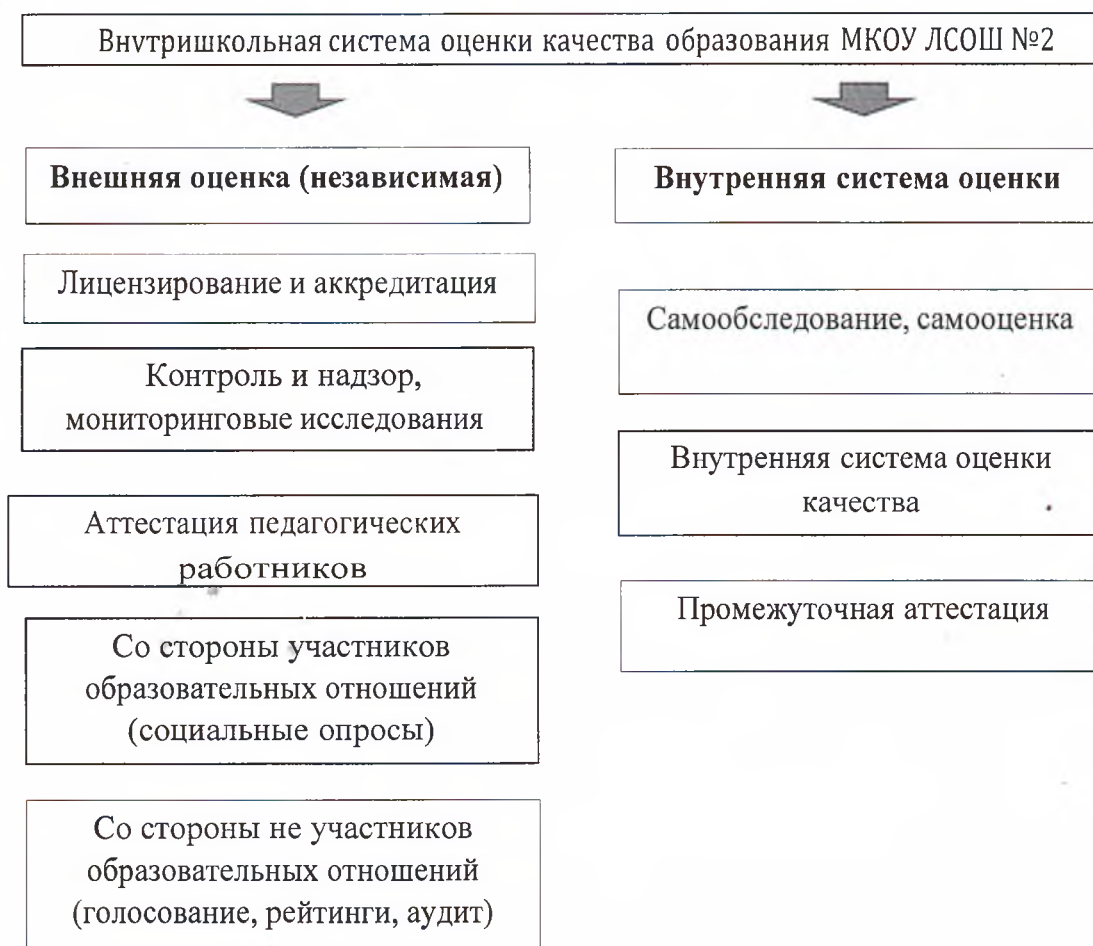 Внутришкольная система оценки качества образования МКОУ ЛСОШ №2
Внешняя оценка (независимая)
Лицензирование и аккредитация
Контроль и надзор,
мониторинговые исследования
Аттестация педагогических
работников
Со стороны участников
образовательных отношений
(социальные опросы)
Со стороны не участников
образовательных отношений
(голосование, рейтинги, аудит)
Внутренняя система оценки
Самообследование, самооценка
Внутренняя система оценки
качества
Промежуточная аттестация